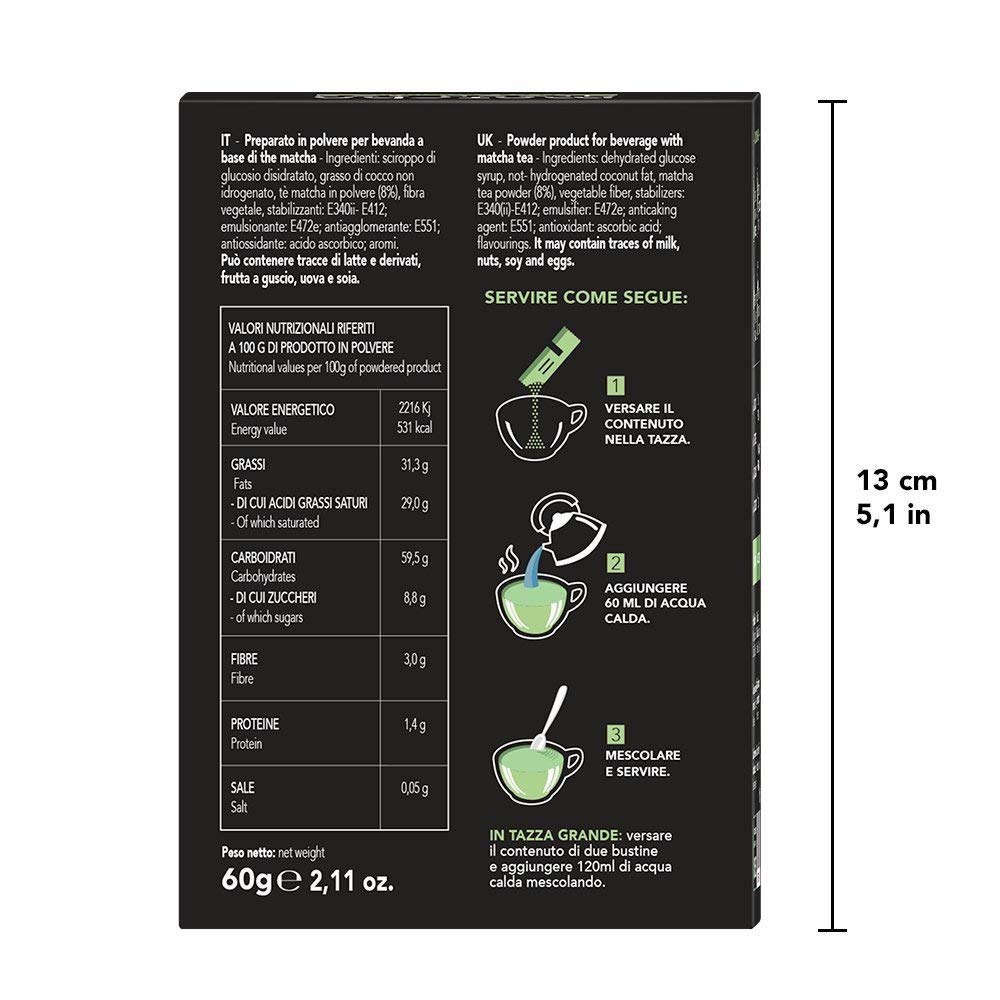 IT - Preparato in polvere per bevanda a
base di the matcha - Ingredienti: sciroppo di
glucosio disidratato, grasso di cocco non
idrogenato, tè matcha in polvere (8%), fibra
vegetale, stabilizzanti: E340ii- E412;
emulsionante: E472e; antiagglomerante: E551;
antiossidante: acido ascorbico; aromi.
Può contenere tracce di latte e derivati,
frutta a guscio, uova e soia.
UK - Powder product for beverage with
matcha tea - Ingredients: dehydrated glucose
syrup, not- hydrogenated coconut fat, matcha
tea powder (8%), vegetable fiber, stabilizers:
E340(ii)-E412; emulsifier: E472e; anticaking
agent: E551; antioxidant: ascorbic acid;
flavourings. It may contain traces of milk,
nuts, soy and eggs.
VALORI NUTRIZIONALI RIFERITI
A 100 G DI PRODOTTO IN POLVERE
Nutritional values per 100g of powdered product
VALORE ENERGETICO 2216 Kj
Energy value 531 kcal
GRASSI 31,3 g
Fats
- DI CUI ACIDI GRASSI SATURI 29,0 g
- Of which saturated
CARBOIDRATI 59,5 g
Carbohydrates
- DI CUI ZUCCHERI 8,8 g
- of which sugars
FIBRE 3,0 g
Fibre
PROTEINE 1,4 g
Protein
SALE 0,05 g
Salt
Peso netto: net weight
60g ℮ 2,11 oz.
SERVIRE COME SEGUE:
1
VERSARE IL
CONTENUTO
NELLA TAZZA.
2
AGGIUNGERE
60 ML DI ACQUA
CALDA.
3
MESCOLARE
E SERVIRE.
IN TAZZA GRANDE: versare
il contenuto di due bustine
e aggiungere 120ml di acqua
calda mescolando.
13 cm
5,1 in